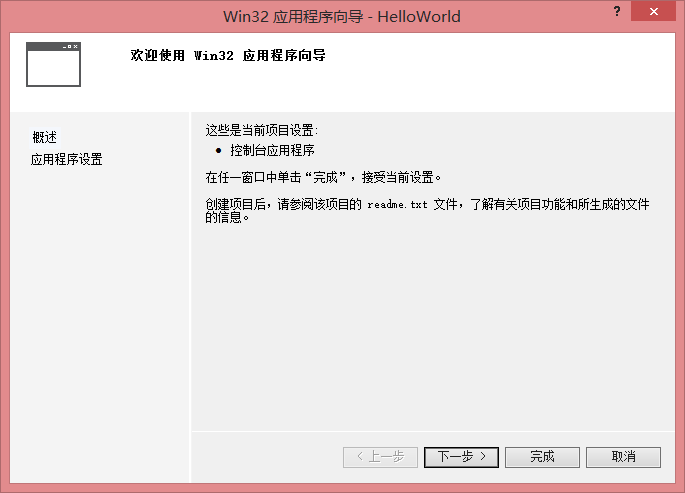 Win32 应用程序向导 - HelloWorld
?
欢迎使用 Win32 应用程序向导
概述
应用程序设置
这些是当前项目设置:
• 控制台应用程序
在任一窗口中单击“完成”，接受当前设置。
创建项目后，请参阅该项目的 readme.txt 文件，了解有关项目功能和所生成的文件
的信息。
< 上一步
下一步 >
完成
取消